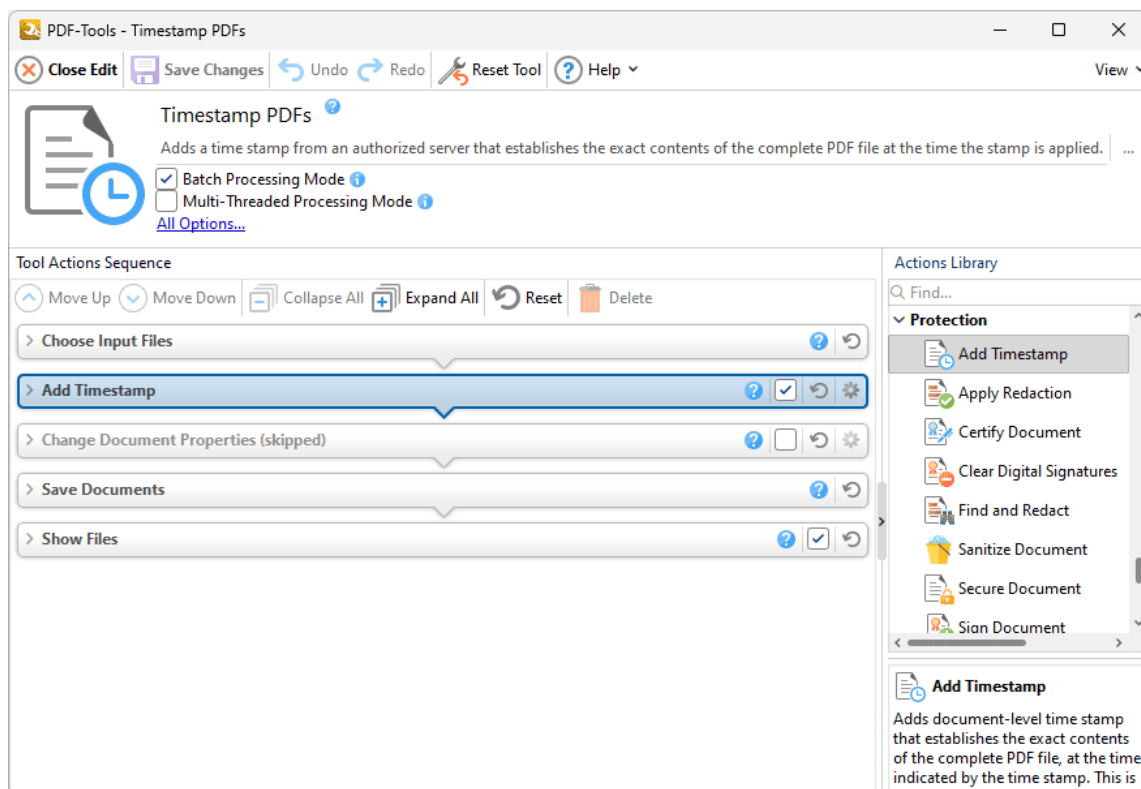 PDF-Tools - Timestamp PDFs
Close Edit Save Changes Undo Redo Reset Tool Help View
Timestamp PDFs
Adds a time stamp from an authorized server that establishes the exact contents of the complete PDF file at the time the stamp is applied. ...
Batch Processing Mode
Multi-Threaded Processing Mode
All Options...
Tool Actions Sequence
Move Up Move Down Collapse All Expand All Reset Delete
Choose Input Files
Add Timestamp
Change Document Properties (skipped)
Save Documents
Show Files
Actions Library
Find...
Protection
Add Timestamp
Apply Redaction
Certify Document
Clear Digital Signatures
Find and Redact
Sanitize Document
Secure Document
Sign Document
Add Timestamp
Adds document-level time stamp
that establishes the exact contents
of the complete PDF file, at the time
indicated by the time stamp. This is